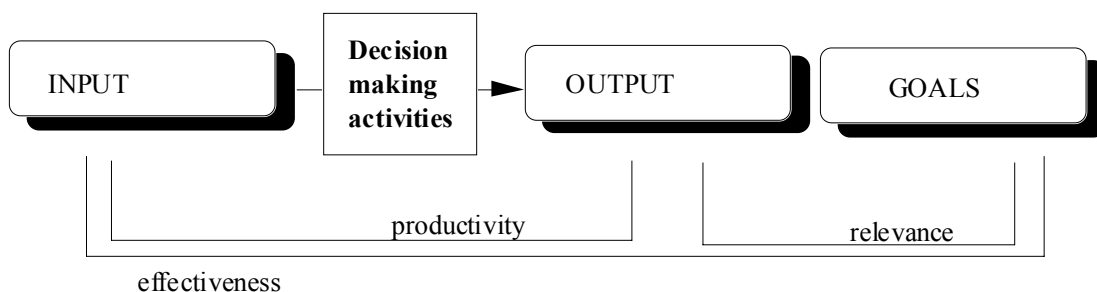 INPUT
Decision
making
activities
OUTPUT
GOALS
productivity
relevance
effectiveness